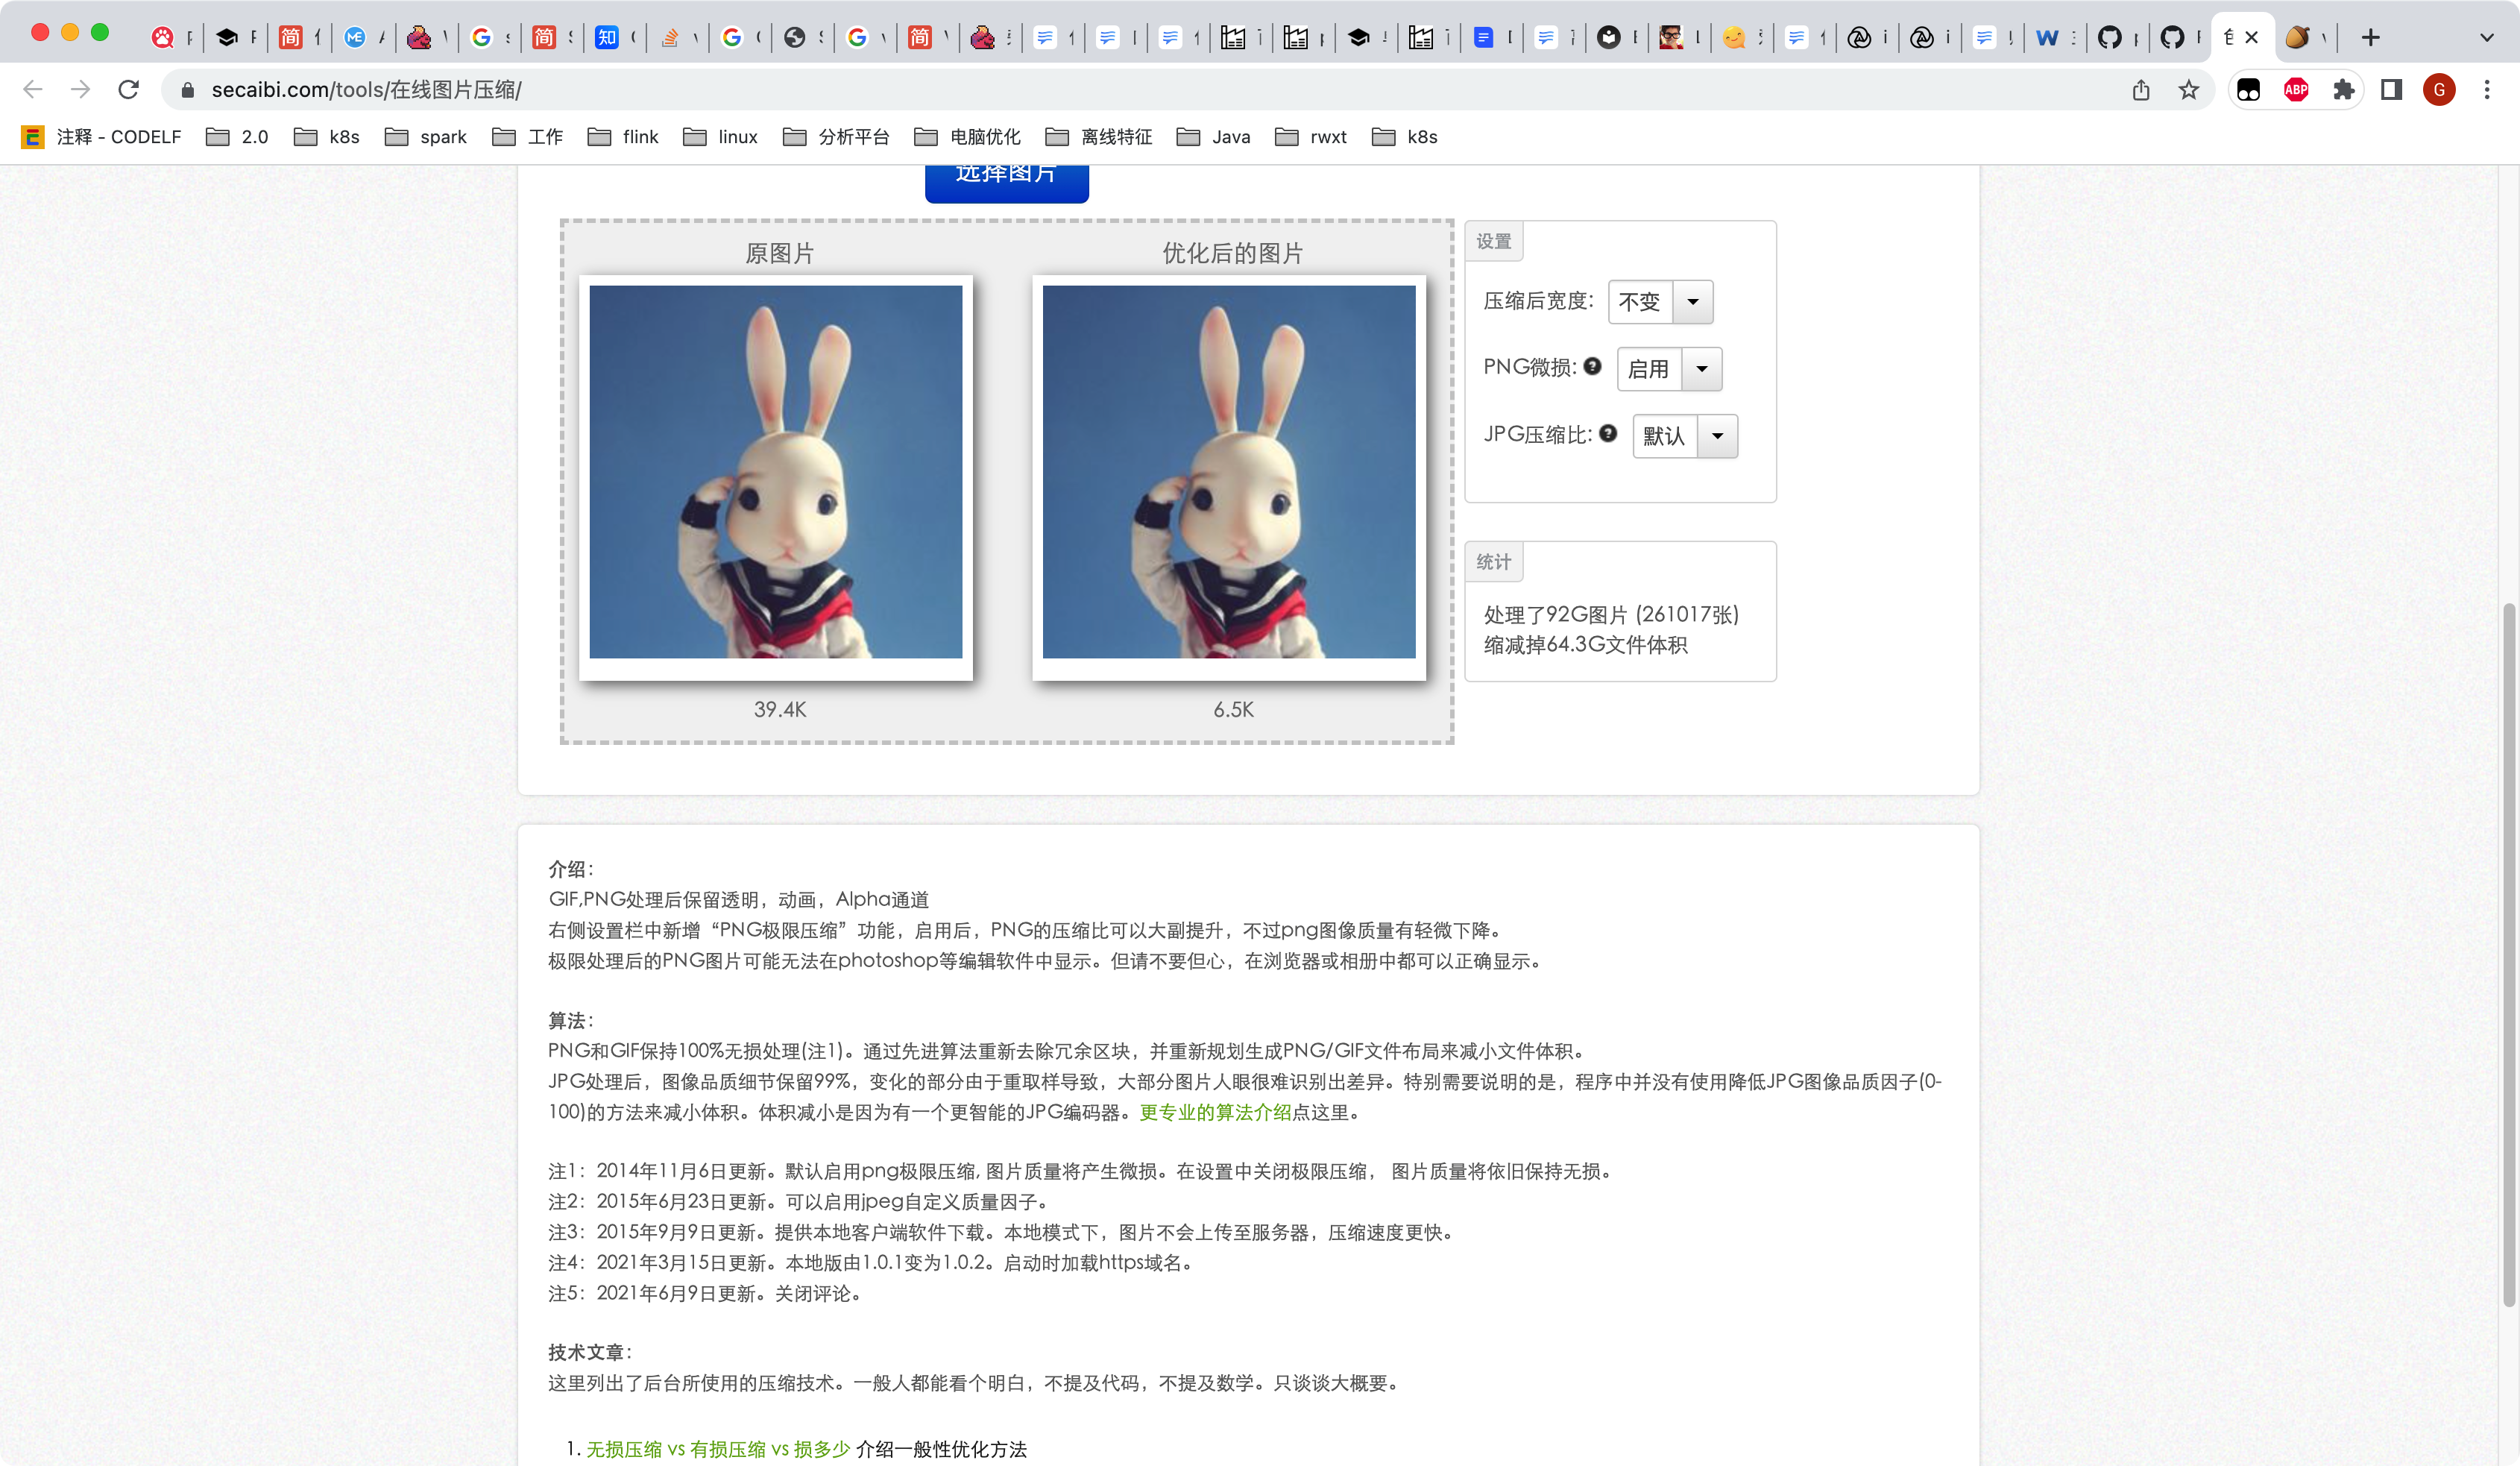 secaibi.com/tools/在线图片压缩/
ABP
G
注释 - CODELF
2.0
k8s
spark
工作
flink
linux
分析平台
电脑优化
离线特征
Java
rwxt
k8s
选择图片
原图片
优化后的图片
39.4K
6.5K
设置
压缩后宽度: 不变
PNG微损: 启用
JPG压缩比: 默认
统计
处理了92G图片 (261017张)
缩减掉64.3G文件体积
介绍:
GIF,PNG处理后保留透明，动画，Alpha通道
右侧设置栏中新增“PNG极限压缩”功能，启用后，PNG的压缩比可以大副提升，不过png图像质量有轻微下降。
极限处理后的PNG图片可能无法在photoshop等编辑软件中显示。但请不要但心，在浏览器或相册中都可以正确显示。
算法:
PNG和GIF保持100%无损处理(注1)。通过先进算法重新去除冗余区块，并重新规划生成PNG/GIF文件布局来减小文件体积。
JPG处理后，图像品质细节保留99%，变化的部分由于重取样导致，大部分图片人眼很难识别出差异。特别需要说明的是，程序中并没有使用降低JPG图像品质因子(0-
100)的方法来减小体积。体积减小是因为有一个更智能的JPG编码器。更专业的算法介绍点这里。
注1：2014年11月6日更新。默认启用png极限压缩, 图片质量将产生微损。在设置中关闭极限压缩， 图片质量将依旧保持无损。
注2：2015年6月23日更新。可以启用jpeg自定义质量因子。
注3：2015年9月9日更新。提供本地客户端软件下载。本地模式下，图片不会上传至服务器，压缩速度更快。
注4：2021年3月15日更新。本地版由1.0.1变为1.0.2。启动时加载https域名。
注5：2021年6月9日更新。关闭评论。
技术文章:
这里列出了后台所使用的压缩技术。一般人都能看个明白，不提及代码，不提及数学。只谈谈大概要。
1. 无损压缩 vs 有损压缩 vs 损多少 介绍一般性优化方法